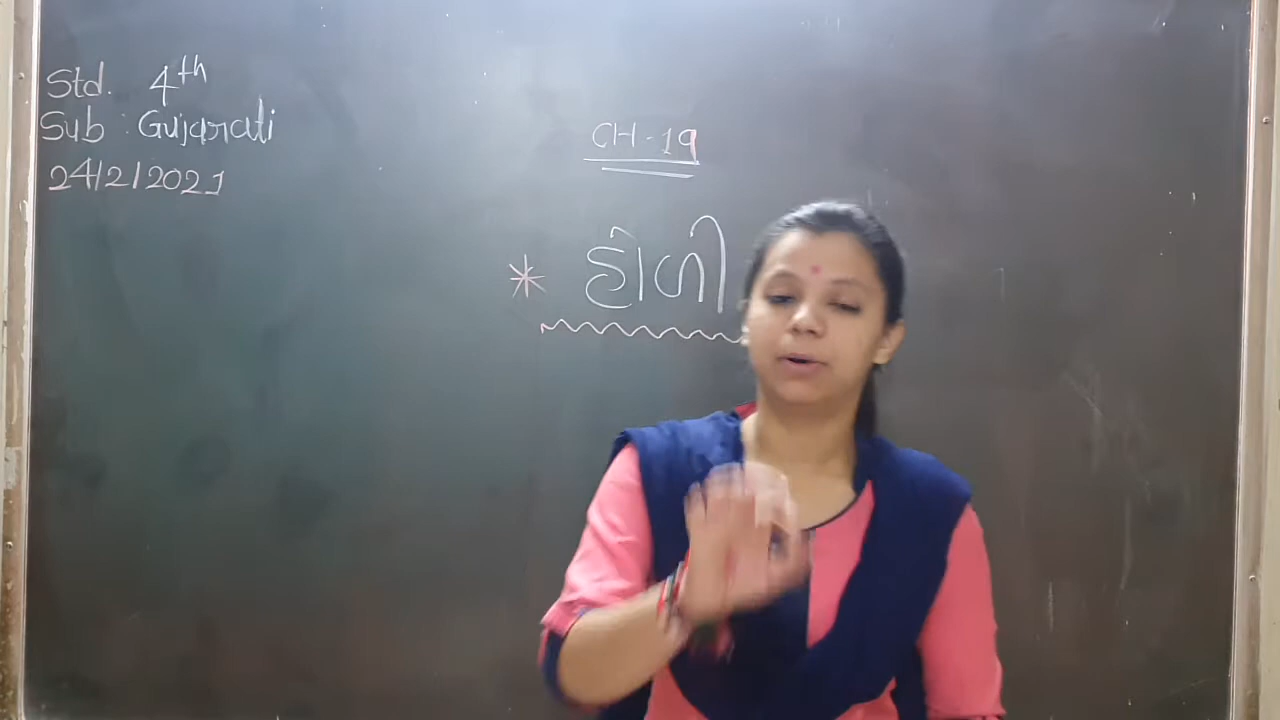 Std. 4th
Sub : Gujarati
24/2/2021
CH-19
* હોળી